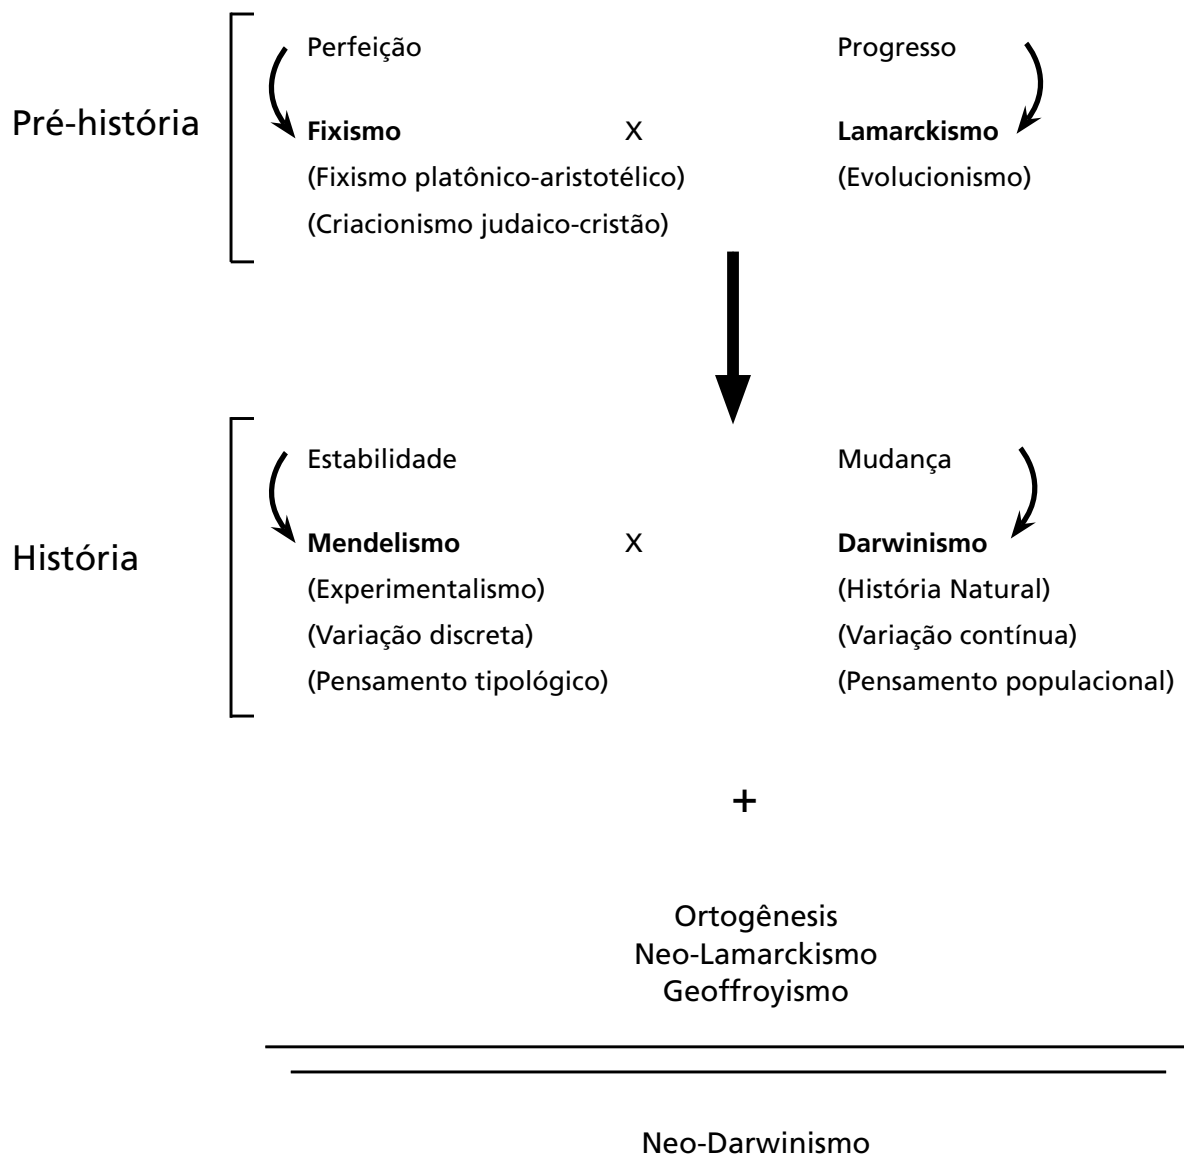 Perfeição
Progresso
Pré-história
Fixismo X Lamarckismo
(Fixismo platônico-aristotélico) (Evolucionismo)
(Criacionismo judaico-cristão)
Estabilidade
Mudança
História
Mendelismo X Darwinismo
(Experimentalismo) (História Natural)
(Variação discreta) (Variação contínua)
(Pensamento tipológico) (Pensamento populacional)
+
Ortogênesis
Neo-Lamarckismo
Geoffroyismo
Neo-Darwinismo